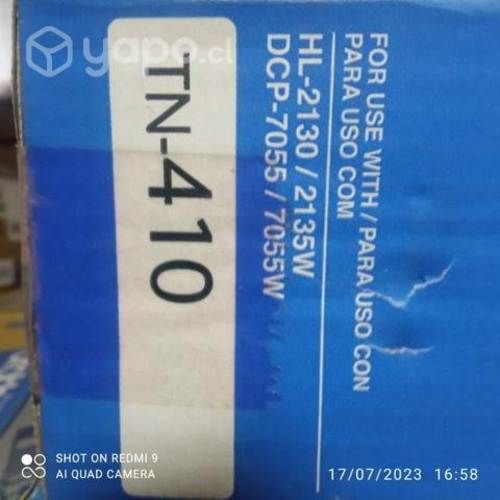 yapo.cl
TN-410
FOR USE WITH / PARA USO CON
PARA USO COM
HL-2130 / 2135W
DCP-7055 / 7055W
SHOT ON REDMI 9
AI QUAD CAMERA
17/07/2023 16:58